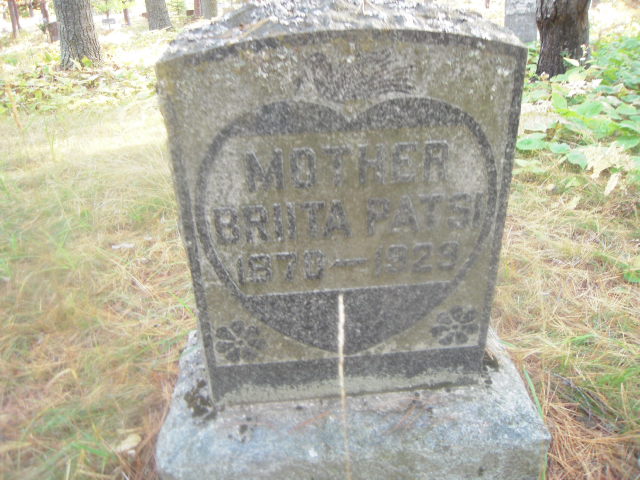 MOTHER
BRIITA PATSI
1870—1923